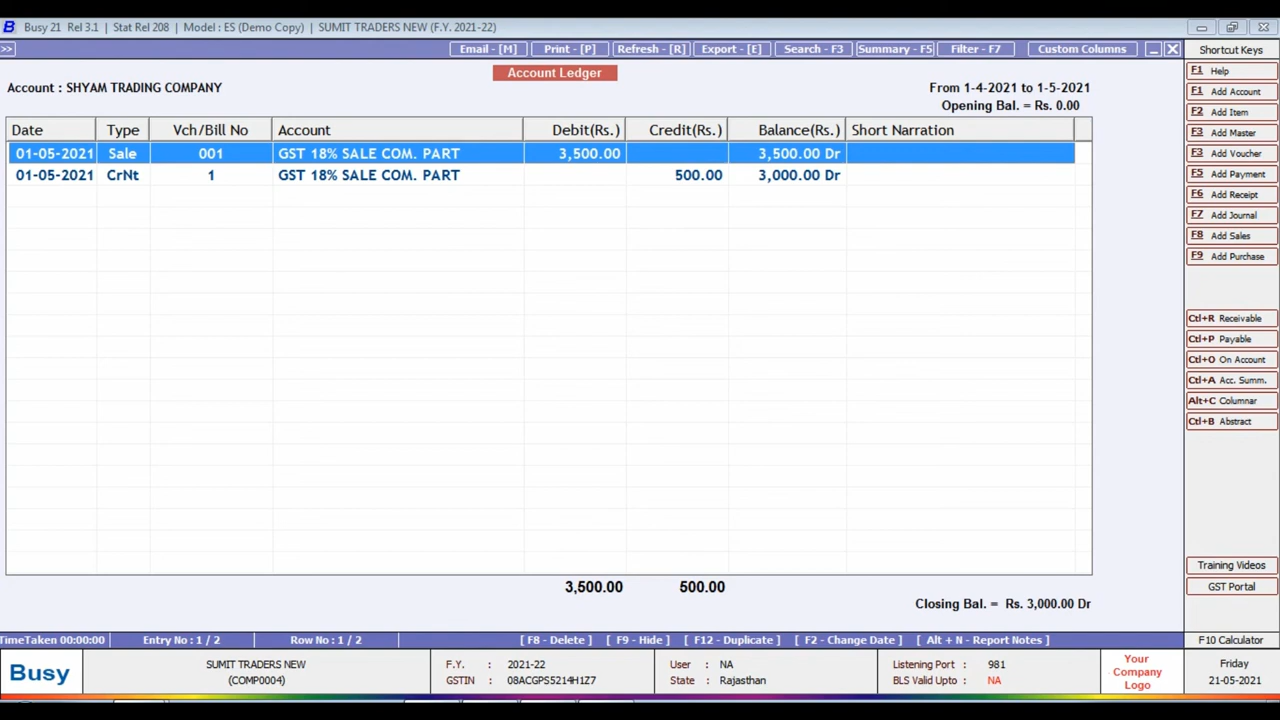 Busy 21 Rel 3.1 | Stat Rel 208 | Model : ES (Demo Copy) | SUMIT TRADERS NEW (F.Y. 2021-22)
>> Email - [M] Print - [P] Refresh - [R] Export - [E] Search - F3 Summary - F5 Filter - F7 Custom Columns Shortcut Keys
Account Ledger
Account : SHYAM TRADING COMPANY From 1-4-2021 to 1-5-2021
Opening Bal. = Rs. 0.00
Date Type Vch/Bill No Account Debit(Rs.) Credit(Rs.) Balance(Rs.) Short Narration
01-05-2021 Sale 001 GST 18% SALE COM. PART 3,500.00 3,500.00 Dr
01-05-2021 CrNt 1 GST 18% SALE COM. PART 500.00 3,000.00 Dr
3,500.00 500.00
Closing Bal. = Rs. 3,000.00 Dr
F1 Help
F1 Add Account
F2 Add Item
F3 Add Master
F3 Add Voucher
F5 Add Payment
F6 Add Receipt
F7 Add Journal
F8 Add Sales
F9 Add Purchase
Ctl+R Receivable
Ctl+P Payable
Ctl+O On Account
Ctl+A Acc. Summ.
Alt+C Columnar
Ctl+B Abstract
Training Videos
GST Portal
TimeTaken 00:00:00 Entry No : 1 / 2 Row No : 1 / 2 [ F8 - Delete ] [ F9 - Hide ] [ F12 - Duplicate ] [ F2 - Change Date ] [ Alt + N - Report Notes ] F10 Calculator
Busy
SUMIT TRADERS NEW
(COMP0004)
F.Y. : 2021-22
GSTIN : 08ACGPS5214H1Z7
User : NA
State : Rajasthan
Listening Port : 981
BLS Valid Upto : NA
Your
Company
Logo
Friday
21-05-2021